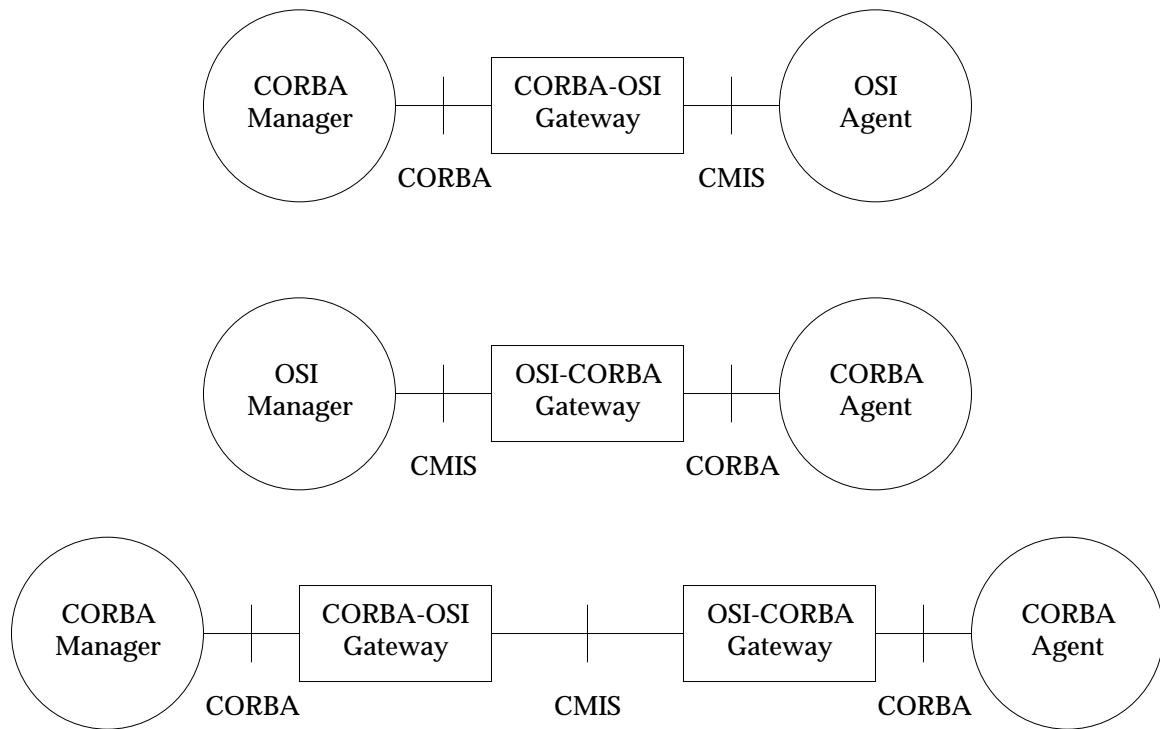 CORBA
Manager
CORBA-OSI
Gateway
OSI
Agent
CORBA
CMIS
OSI
Manager
OSI-CORBA
Gateway
CORBA
Agent
CMIS
CORBA
CORBA
Manager
CORBA-OSI
Gateway
OSI-CORBA
Gateway
CORBA
Agent
CORBA
CMIS
CORBA